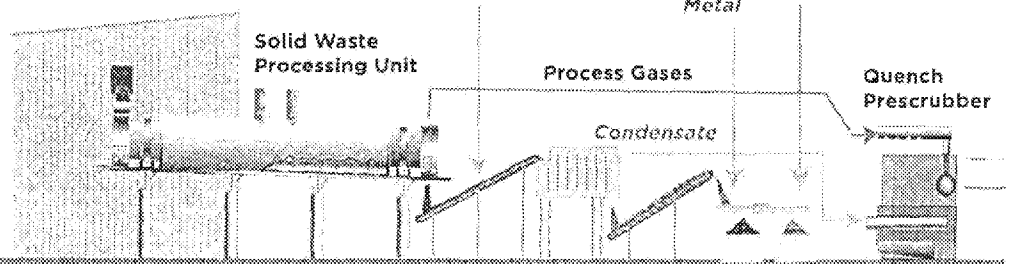 Metal
Solid Waste
Processing Unit
Process Gases
Quench
Prescrubber
Condensate